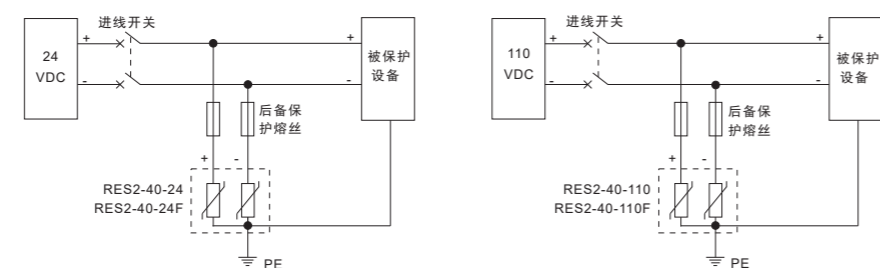 进线开关
24
VDC
+
-
+
-
被保护
设备
后备保
护熔丝
+
-
RES2-40-24
RES2-40-24F
PE
进线开关
110
VDC
+
-
+
-
被保护
设备
后备保
护熔丝
+
-
RES2-40-110
RES2-40-110F
PE